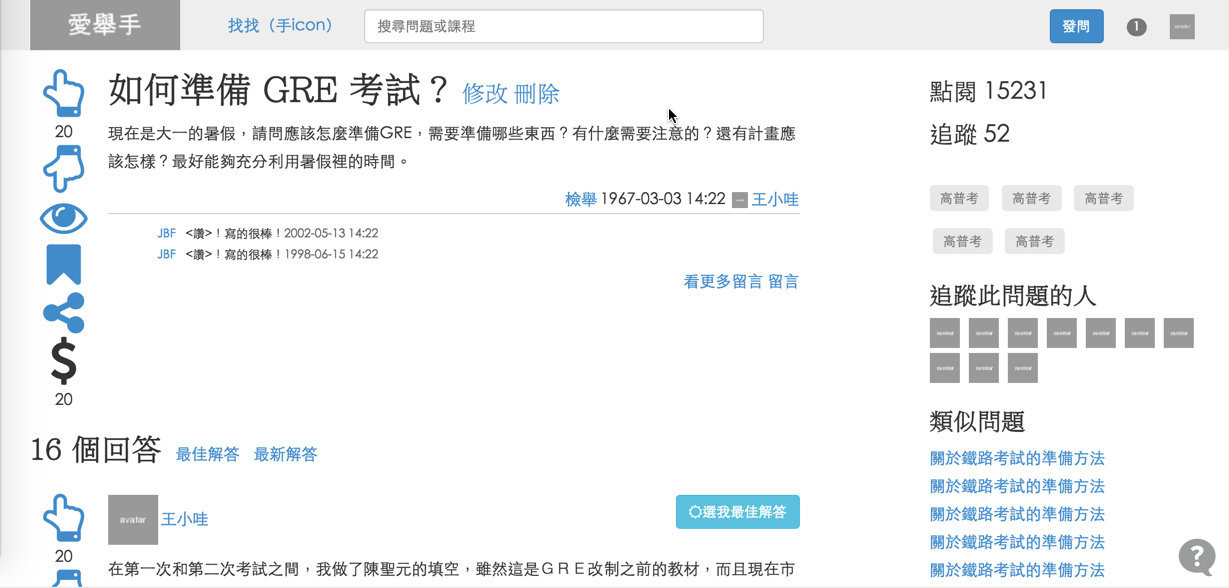 愛舉手
找找（手icon）
搜尋問題或課程
發問
1
avatar
20
如何準備 GRE 考試？ 修改 刪除
現在是大一的暑假，請問應該怎麼準備GRE，需要準備哪些東西？有什麼需要注意的？還有計畫應
該怎樣？最好能夠充分利用暑假裡的時間。
檢舉 1967-03-03 14:22 王小哇
JBF <讚>！寫的很棒！2002-05-13 14:22
JBF <讚>！寫的很棒！1998-06-15 14:22
看更多留言 留言
$
20
16 個回答 最佳解答 最新解答
avatar 王小哇
選我最佳解答
20
在第一次和第二次考試之間，我做了陳聖元的填空，雖然這是ＧＲＥ改制之前的教材，而且現在市
點閱 15231
追蹤 52
高普考 高普考 高普考
高普考 高普考
追蹤此問題的人
avatar avatar avatar avatar avatar avatar avatar
avatar avatar avatar
類似問題
關於鐵路考試的準備方法
關於鐵路考試的準備方法
關於鐵路考試的準備方法
關於鐵路考試的準備方法
關於鐵路考試的準備方法
?